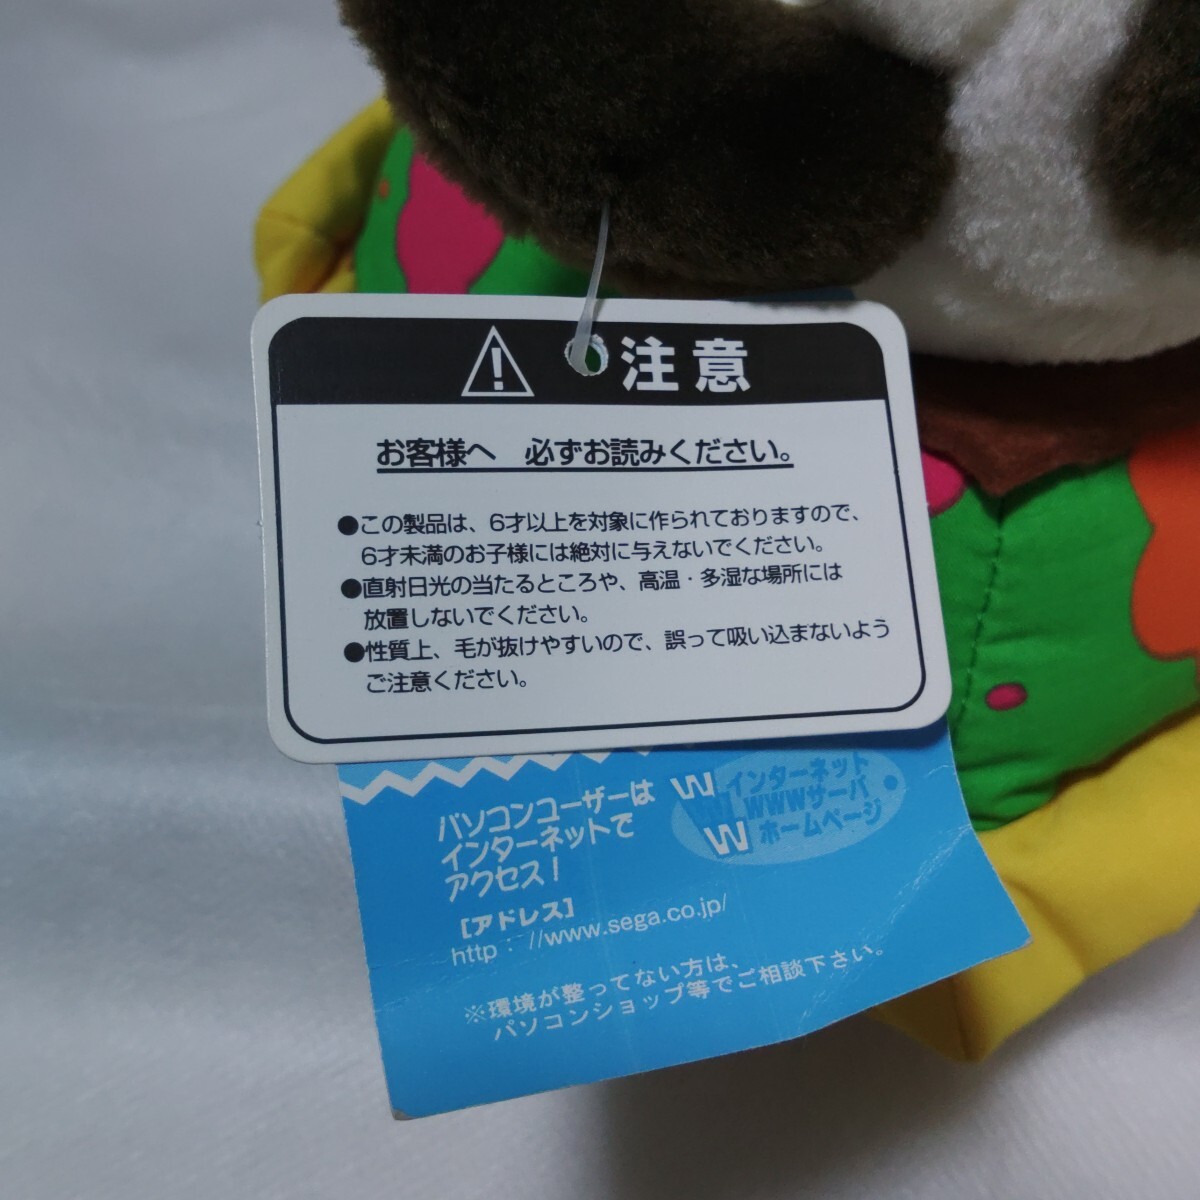 注意
お客様へ　必ずお読みください。
●この製品は、6才以上を対象に作られておりますので、
6才未満のお子様には絶対に与えないでください。
●直射日光の当たるところや、高温・多湿な場所には
放置しないでください。
●性質上、毛が抜けやすいので、誤って吸い込まないよう
ご注意ください。
パソコンユーザーは
インターネットで
アクセス！
WWW
インターネット
WWWサーバ
ホームページ
［アドレス］
http：//www.sega.co.jp/
※環境が整ってない方は、
パソコンショップ等でご相談下さい。